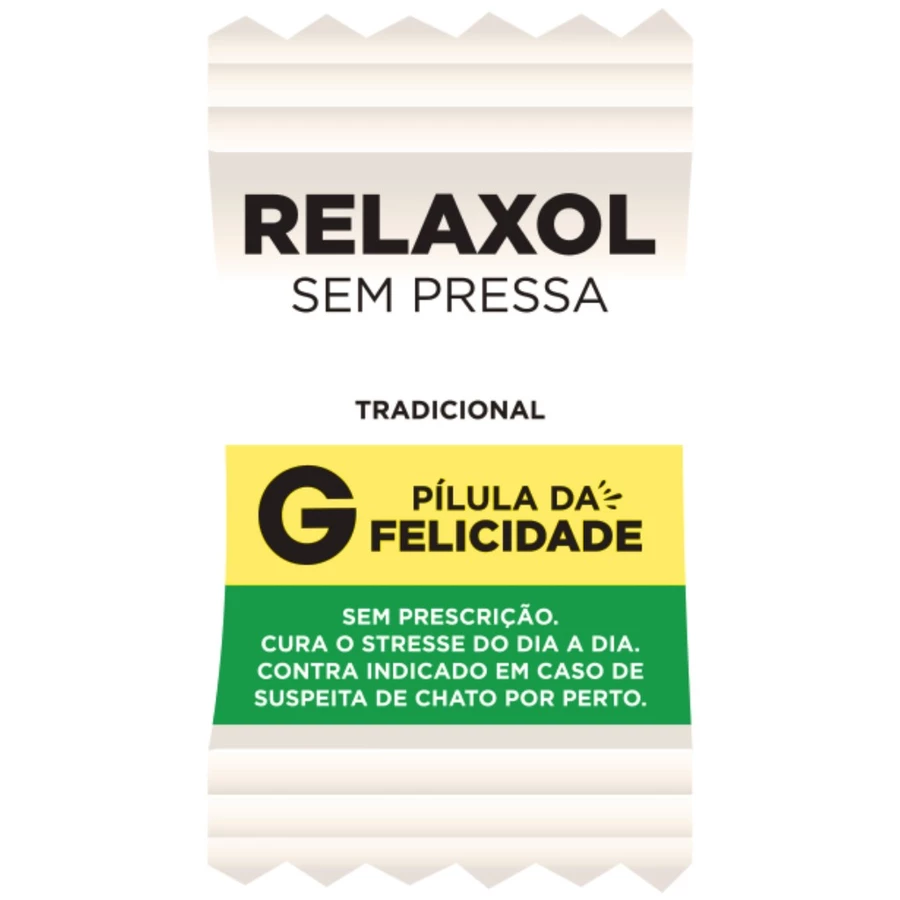 RELAXOL
SEM PRESSA
TRADICIONAL
G
PÍLULA DA
FELICIDADE
SEM PRESCRIÇÃO.
CURA O STRESSE DO DIA A DIA.
CONTRA INDICADO EM CASO DE
SUSPEITA DE CHATO POR PERTO.